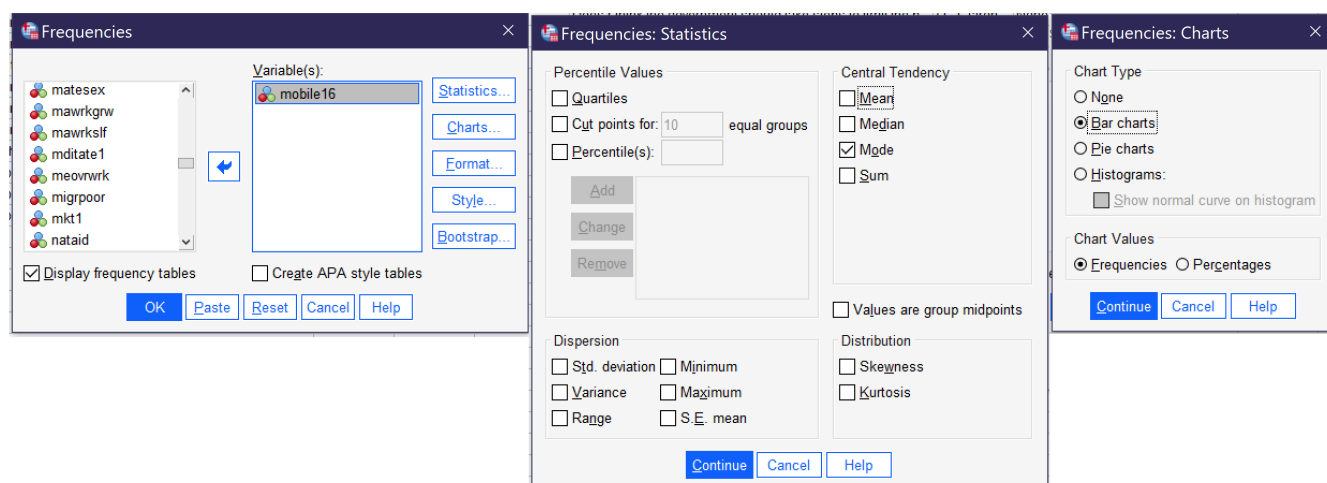 Frequencies
Variable(s):
matesex
mawrkgrw
mawrkslf
mditate1
meovrwrk
migrpoor
mkt1
nataid
mobile16
Statistics...
Charts...
Format...
Style...
Bootstrap...
Display frequency tables
Create APA style tables
OK Paste Reset Cancel Help
Frequencies: Statistics
Percentile Values
Quartiles
Cut points for: 10 equal groups
Percentile(s):
Add
Change
Remove
Central Tendency
Mean
Median
Mode
Sum
Values are group midpoints
Dispersion
Std. deviation Minimum
Variance Maximum
Range S.E. mean
Distribution
Skewness
Kurtosis
Continue Cancel Help
Frequencies: Charts
Chart Type
None
Bar charts
Pie charts
Histograms:
Show normal curve on histogram
Chart Values
Frequencies Percentages
Continue Cancel Help